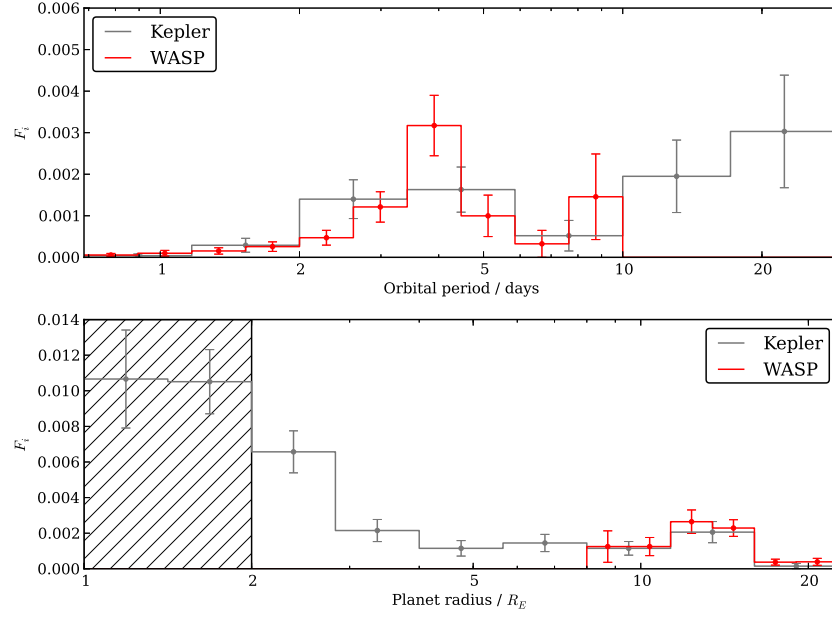 0.006
0.005
0.004
0.003
0.002
0.001
0.000
F_i
Kepler
WASP
1 2 5 10 20
Orbital period / days
0.014
0.012
0.010
0.008
0.006
0.004
0.002
0.000
F_i
Kepler
WASP
1 2 5 10 20
Planet radius / R_E